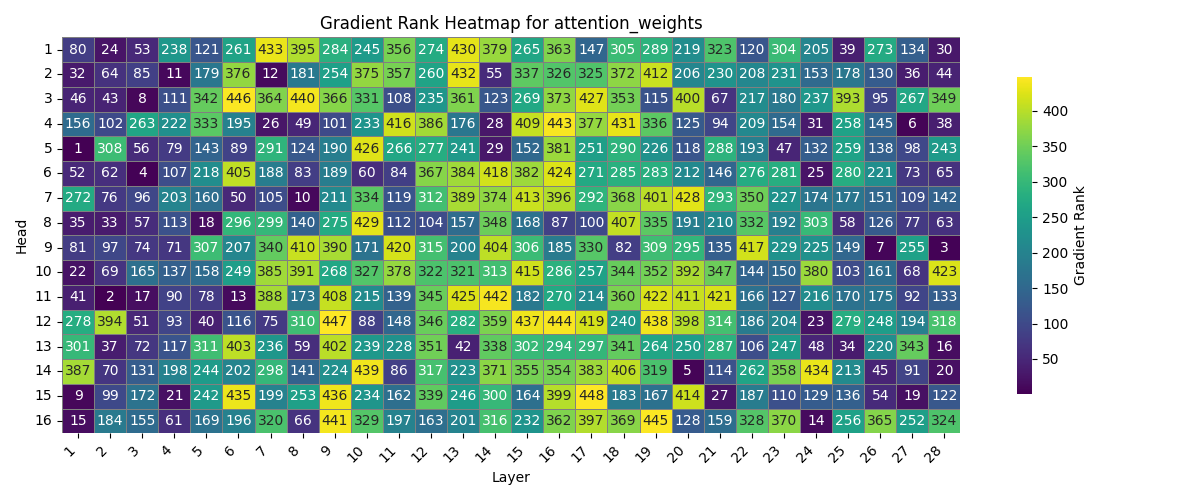 Gradient Rank Heatmap for attention_weights
1 80 24 53 238 121 261 433 395 284 245 356 274 430 379 265 363 147 305 289 219 323 120 304 205 39 273 134 30
2 32 64 85 11 179 376 12 181 254 375 357 260 432 55 337 326 325 372 412 206 230 208 231 153 178 130 36 44
3 46 43 8 111 342 446 364 440 366 331 108 235 361 123 269 373 427 353 115 400 67 217 180 237 393 95 267 349
4 156 102 263 222 333 195 26 49 101 233 416 386 176 28 409 443 377 431 336 125 94 209 154 31 258 145 6 38
5 1 308 56 79 143 89 291 124 190 426 266 277 241 29 152 381 251 290 226 118 288 193 47 132 259 138 98 243
6 52 62 4 107 218 405 188 83 189 60 84 367 384 418 382 424 271 285 283 212 146 276 281 25 280 221 73 65
7 272 76 96 203 160 50 105 10 211 334 119 312 389 374 413 396 292 368 401 428 293 350 227 174 177 151 109 142
8 35 33 57 113 18 296 299 140 275 429 112 104 157 348 168 87 100 407 335 191 210 332 192 303 58 126 77 63
9 81 97 74 71 307 207 340 410 390 171 420 315 200 404 306 185 330 82 309 295 135 417 229 225 149 7 255 3
10 22 69 165 137 158 249 385 391 268 327 378 322 321 313 415 286 257 344 352 392 347 144 150 380 103 161 68 423
11 41 2 17 90 78 13 388 173 408 215 139 345 425 442 182 270 214 360 422 411 421 166 127 216 170 175 92 133
12 278 394 51 93 40 116 75 310 447 88 148 346 282 359 437 444 419 240 438 398 314 186 204 23 279 248 194 318
13 301 37 72 117 311 403 236 59 402 239 228 351 42 338 302 294 297 341 264 250 287 106 247 48 34 220 343 16
14 387 70 131 198 244 202 298 141 224 439 86 317 223 371 355 354 383 406 319 5 114 262 358 434 213 45 91 20
15 9 99 172 21 242 435 199 253 436 234 162 339 246 300 164 399 448 183 167 414 27 187 110 129 136 54 19 122
16 15 184 155 61 169 196 320 66 441 329 197 163 201 316 232 362 397 369 445 128 159 328 370 14 256 365 252 324
1 2 3 4 5 6 7 8 9 10 11 12 13 14 15 16 17 18 19 20 21 22 23 24 25 26 27 28
Layer
Head
400
350
300
250
200
150
100
50
Gradient Rank